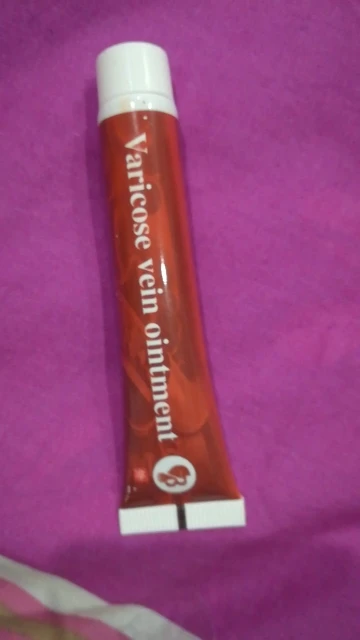 Varicose vein ointment